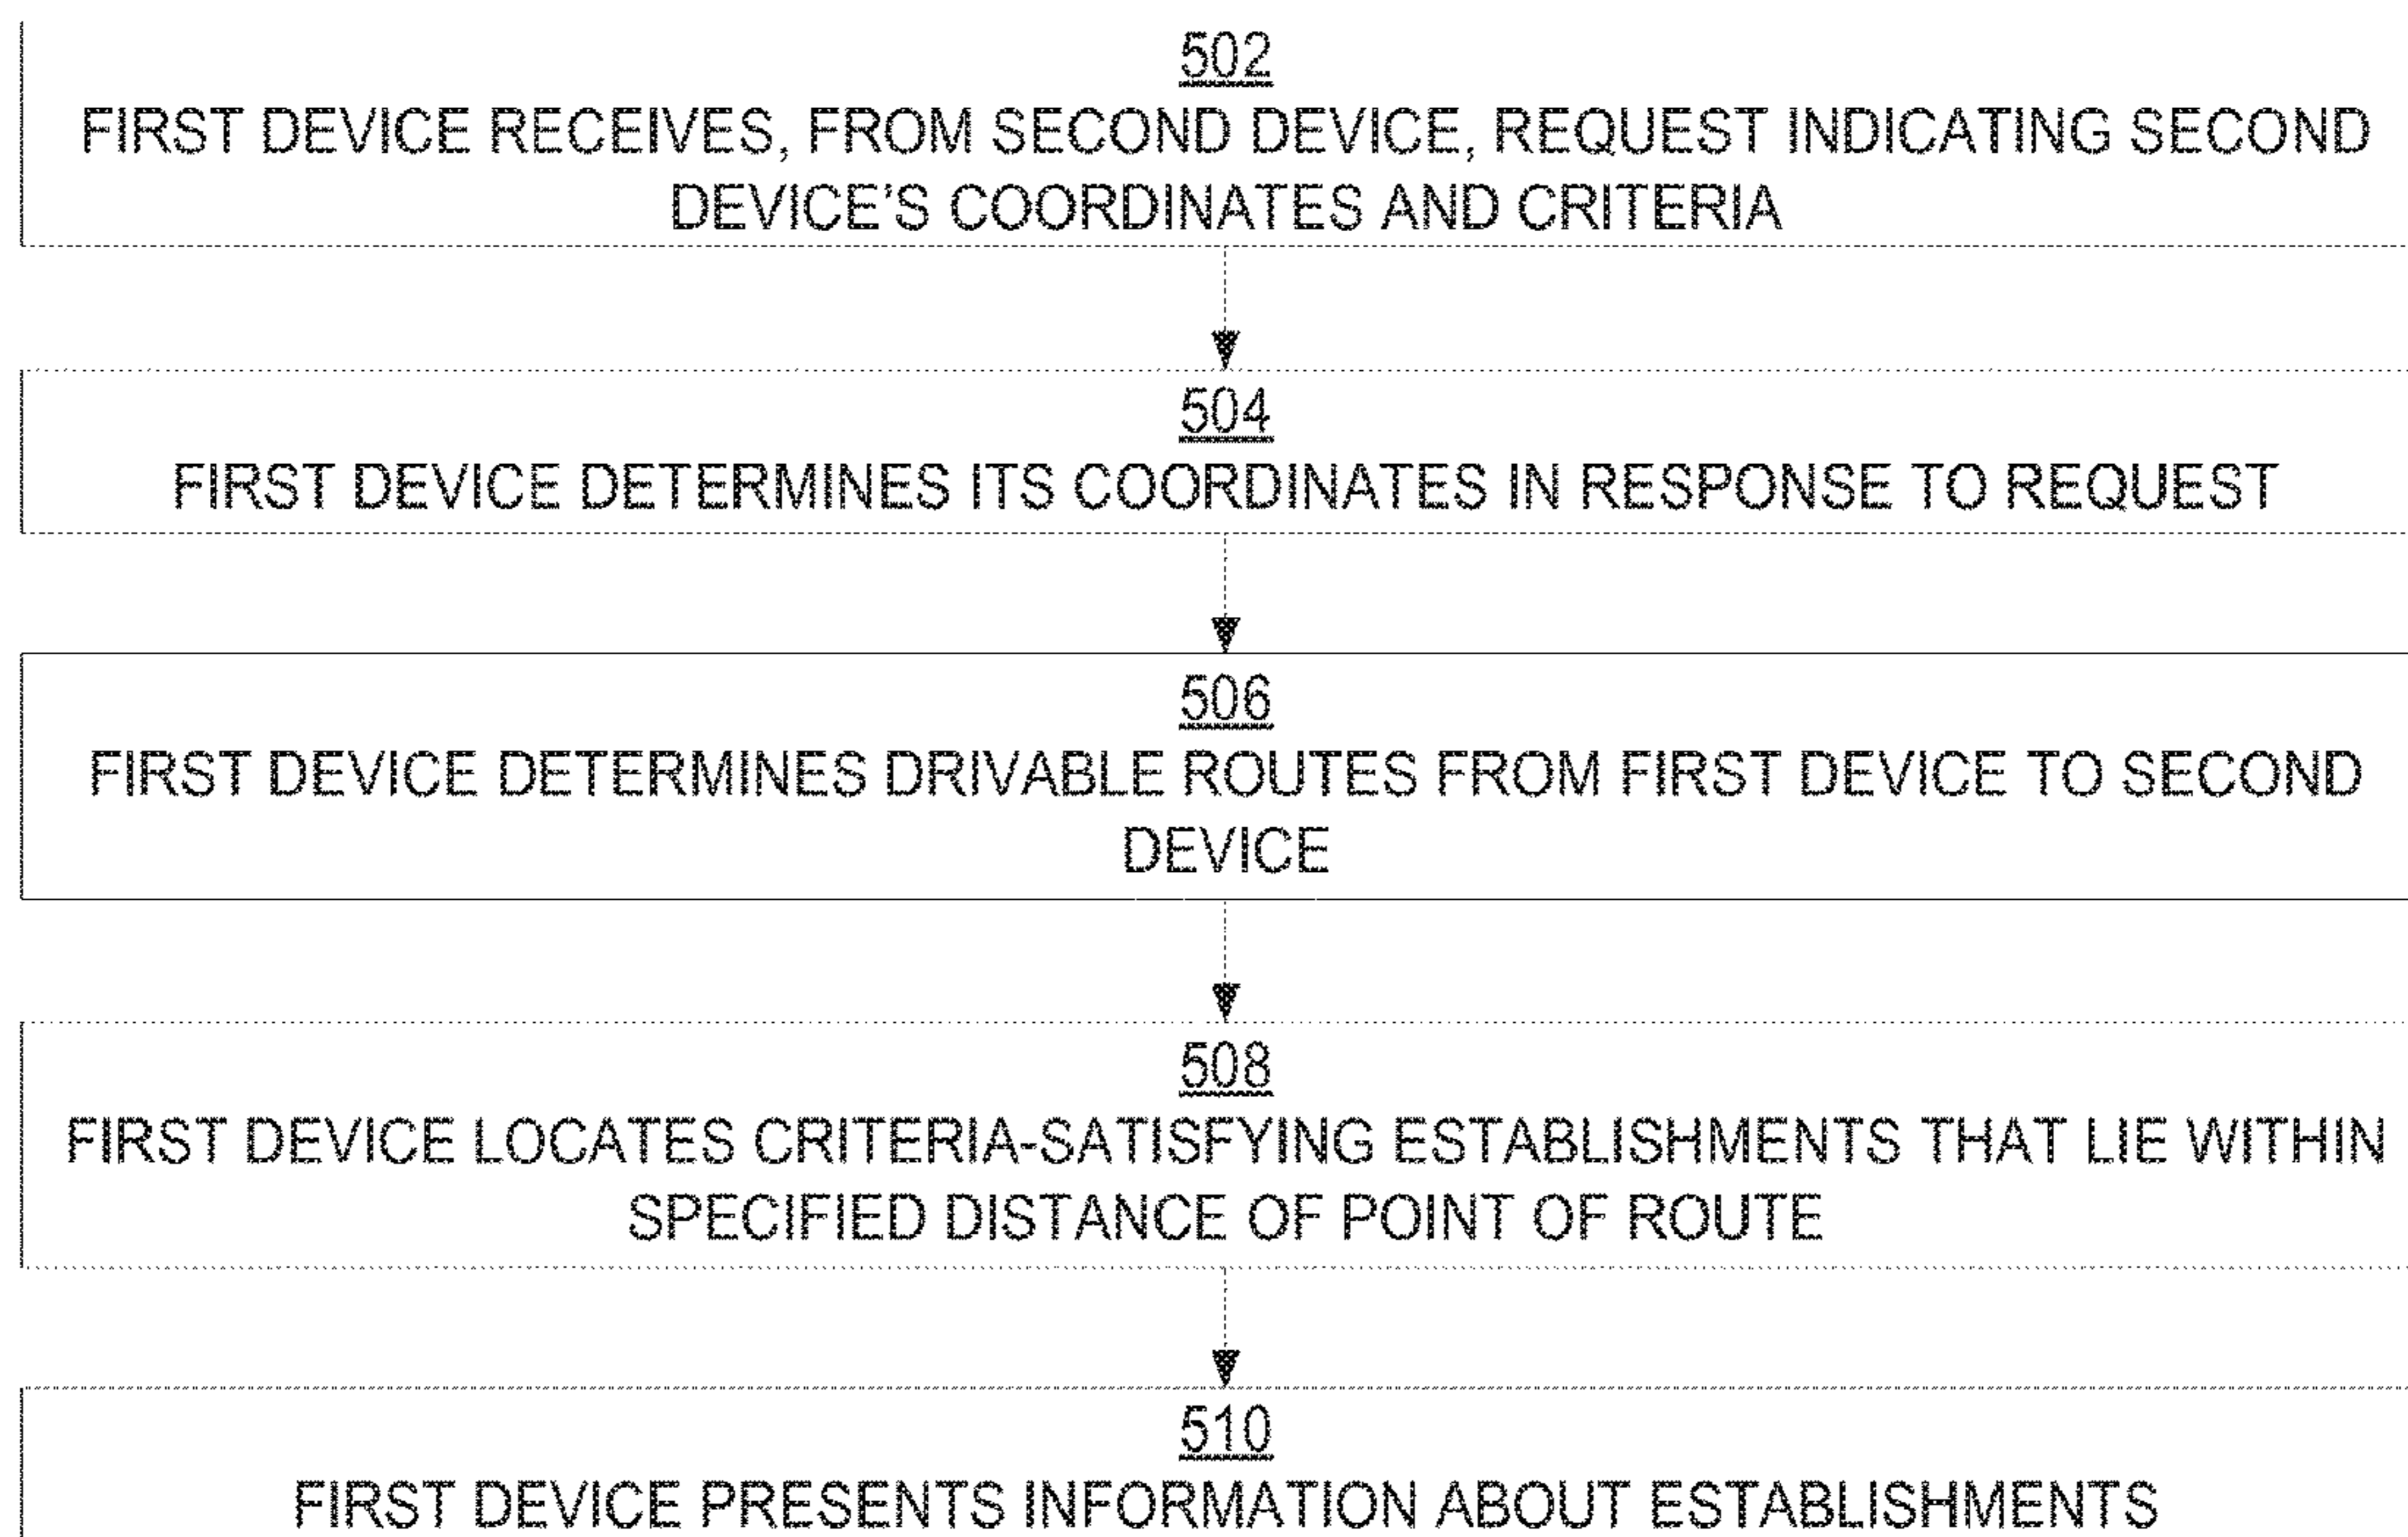 502
FIRST DEVICE RECEIVES, FROM SECOND DEVICE, REQUEST INDICATING SECOND
DEVICE'S COORDINATES AND CRITERIA
504
FIRST DEVICE DETERMINES ITS COORDINATES IN RESPONSE TO REQUEST
506
FIRST DEVICE DETERMINES DRIVABLE ROUTES FROM FIRST DEVICE TO SECOND
DEVICE
508
FIRST DEVICE LOCATES CRITERIA-SATISFYING ESTABLISHMENTS THAT LIE WITHIN
SPECIFIED DISTANCE OF POINT OF ROUTE
510
FIRST DEVICE PRESENTS INFORMATION ABOUT ESTABLISHMENTS